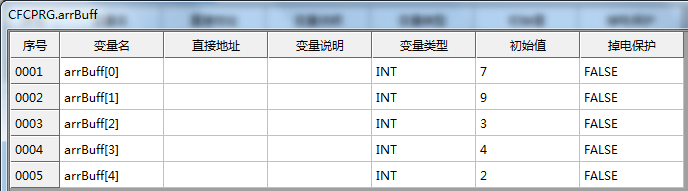 CFCPRG.arrBuff
序号 变量名 直接地址 变量说明 变量类型 初始值 掉电保护
0001 arrBuff[0] INT 7 FALSE
0002 arrBuff[1] INT 9 FALSE
0003 arrBuff[2] INT 3 FALSE
0004 arrBuff[3] INT 4 FALSE
0005 arrBuff[4] INT 2 FALSE